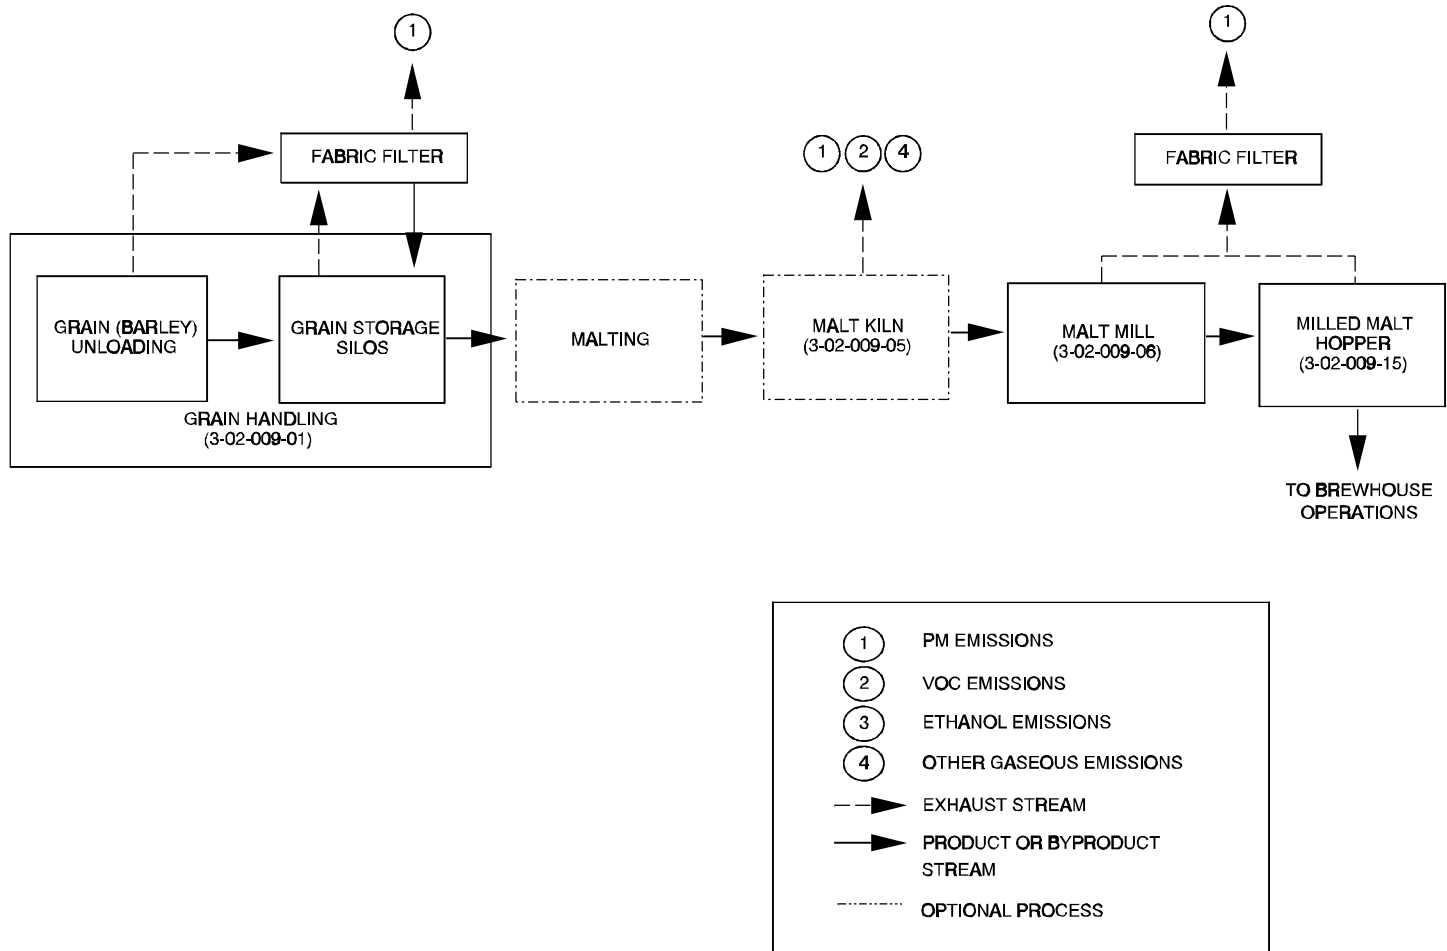 1
1
FABRIC FILTER
1 2 4
FABRIC FILTER
GRAIN (BARLEY)
UNLOADING
GRAIN STORAGE
SILOS
GRAIN HANDLING
(3-02-009-01)
MALTING
MALT KILN
(3-02-009-05)
MALT MILL
(3-02-009-06)
MILLED MALT
HOPPER
(3-02-009-15)
TO BREWHOUSE
OPERATIONS
1 PM EMISSIONS
2 VOC EMISSIONS
3 ETHANOL EMISSIONS
4 OTHER GASEOUS EMISSIONS
EXHAUST STREAM
PRODUCT OR BYPRODUCT
STREAM
OPTIONAL PROCESS